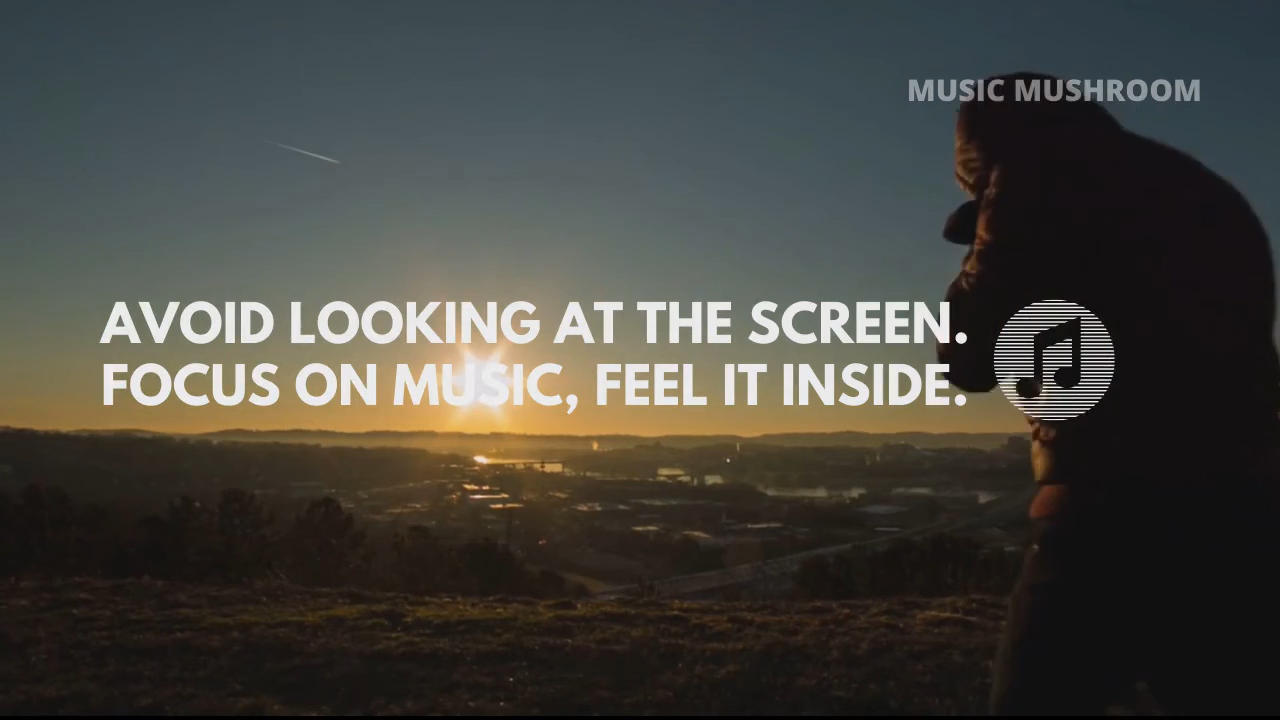 MUSIC MUSHROOM
AVOID LOOKING AT THE SCREEN.
FOCUS ON MUSIC, FEEL IT INSIDE.